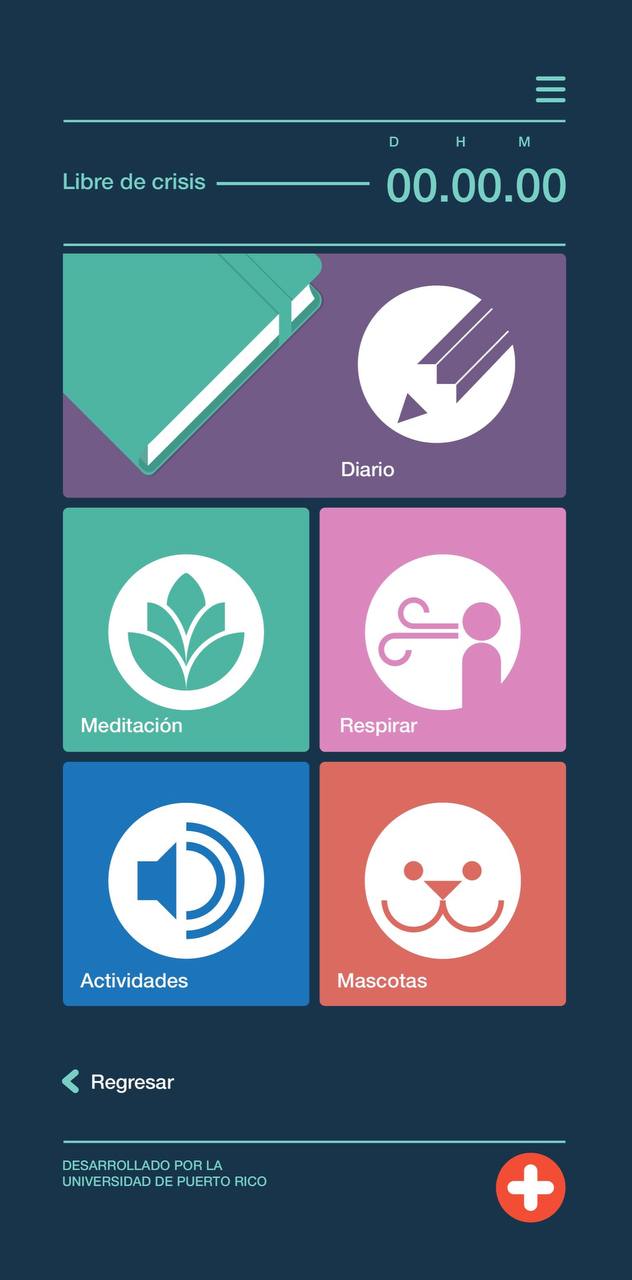 D H M
Libre de crisis 00.00.00
Diario
Meditación
Respirar
Actividades
Mascotas
Regresar
DESARROLLADO POR LA
UNIVERSIDAD DE PUERTO RICO